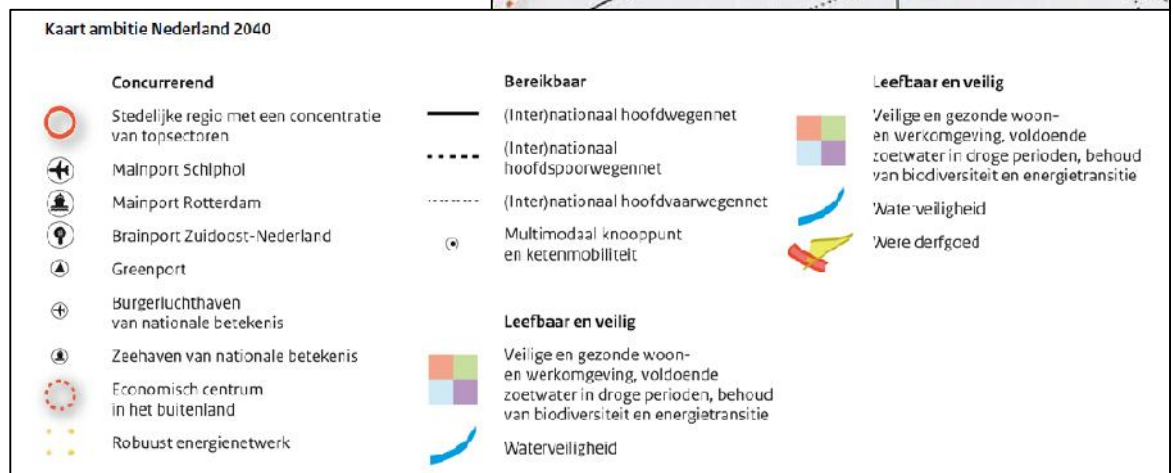 Kaart ambitie Nederland 2040
Concurrerend
Stedelijke regio met een concentratie
van topsectoren
Mainport Schiphol
Mainport Rotterdam
Brainport Zuidoost-Nederland
Greenport
Burgerluchthaven
van nationale betekenis
Zeehaven van nationale betekenis
Economisch centrum
in het buitenland
Robuust energienetwerk
Bereikbaar
(Inter)nationaal hoofdwegennet
(Inter)nationaal
hoofdspoorwegennet
(Inter)nationaal hoofdvaarwegennet
Multimodaal knooppunt
en ketenmobiliteit
Leefbaar en veilig
Veilige en gezonde woon-
en werkomgeving, voldoende
zoetwater in droge perioden, behoud
van biodiversiteit en energietransitie
Waterveiligheid
Leefbaar en veilig
Veilige en gezonde woon-
en werkomgeving, voldoende
zoetwater in droge perioden, behoud
van biodiversiteit en energietransitie
Waterveiligheid
Were derfgoed